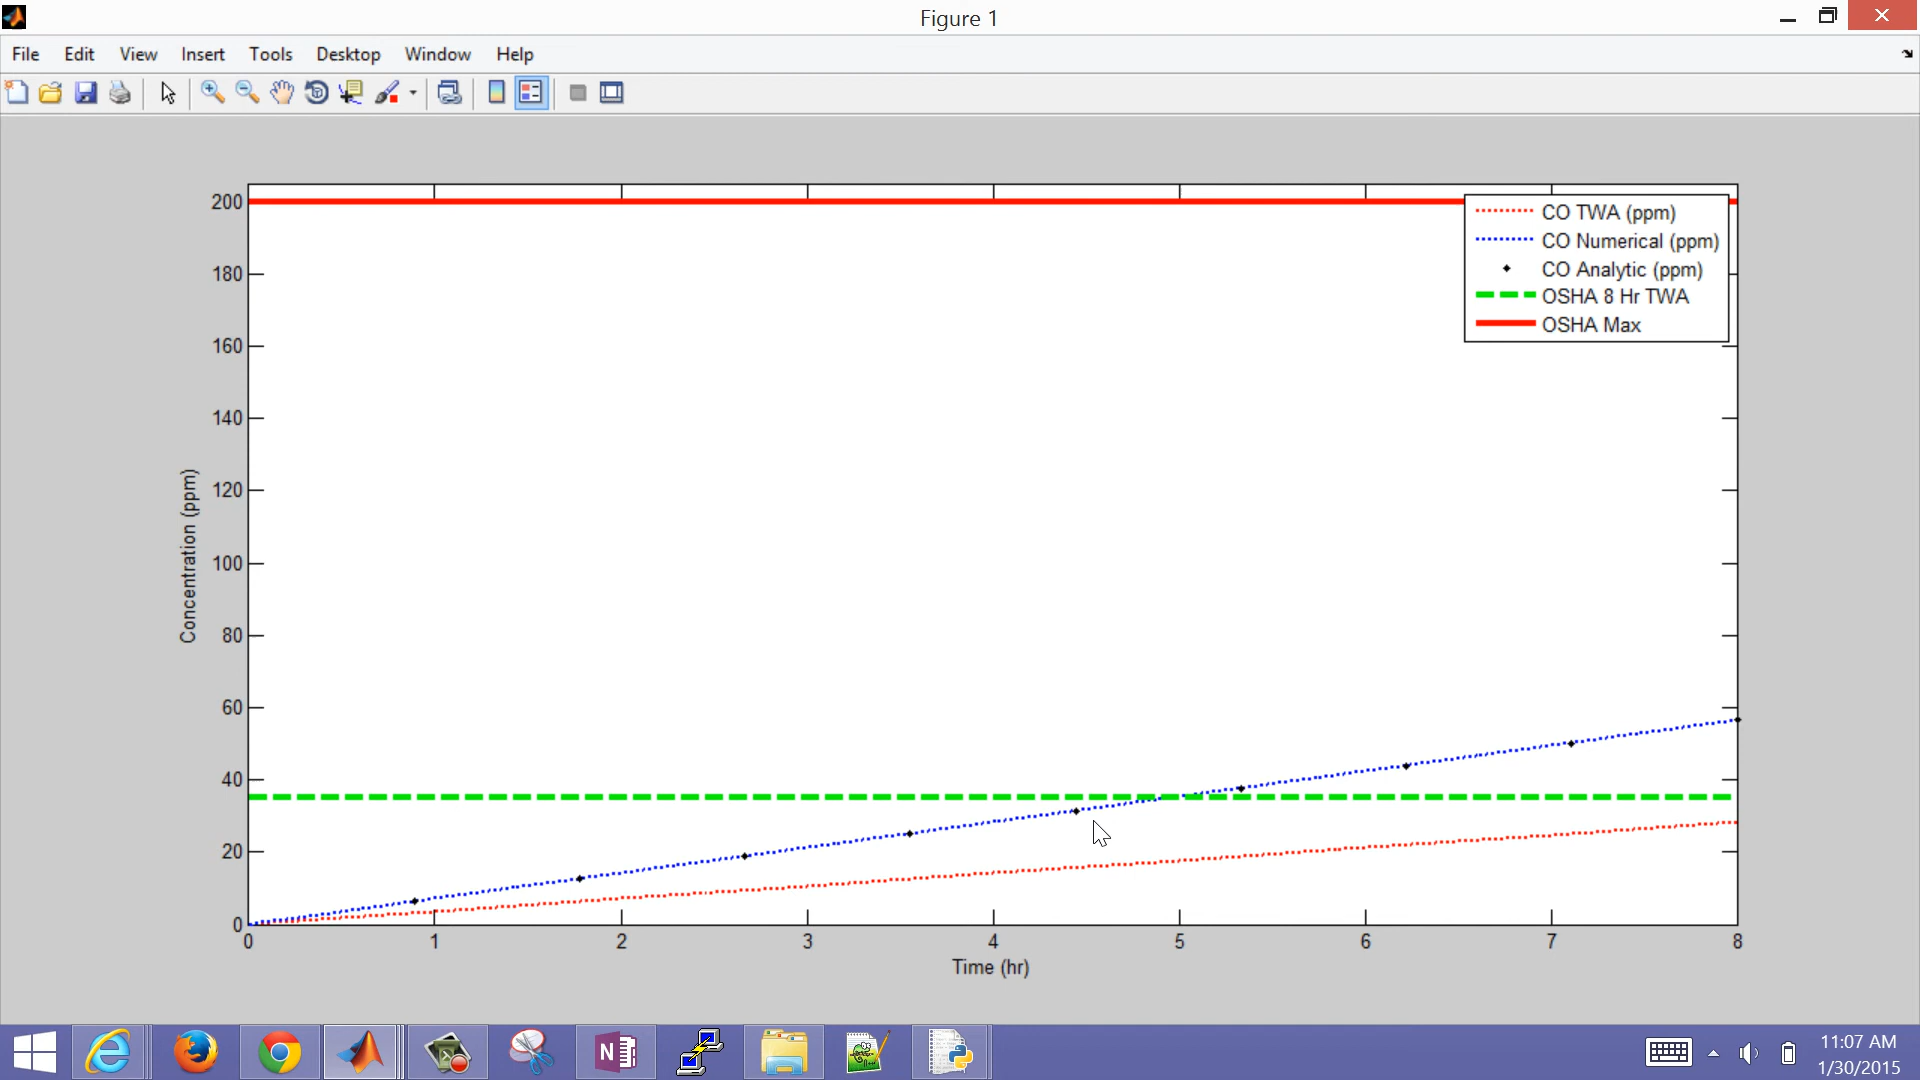 Figure 1
File Edit View Insert Tools Desktop Window Help
200
180
160
140
120
100
80
60
40
20
0
Concentration (ppm)
CO TWA (ppm)
CO Numerical (ppm)
CO Analytic (ppm)
OSHA 8 Hr TWA
OSHA Max
0 1 2 3 4 5 6 7 8
Time (hr)
N
11:07 AM
1/30/2015